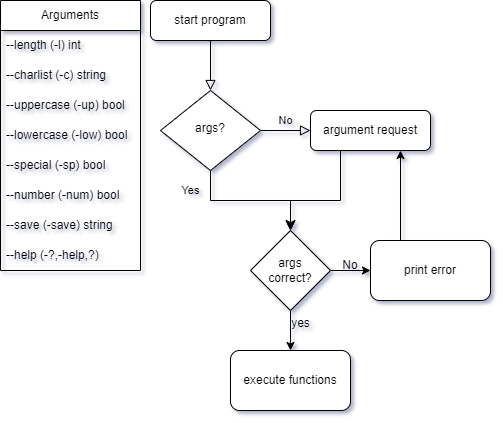 Arguments
--length (-l) int
--charlist (-c) string
--uppercase (-up) bool
--lowercase (-low) bool
--special (-sp) bool
--number (-num) bool
--save (-save) string
--help (-?,-help,?)
start program
args?
No
argument request
Yes
args
correct?
No
print error
yes
execute functions